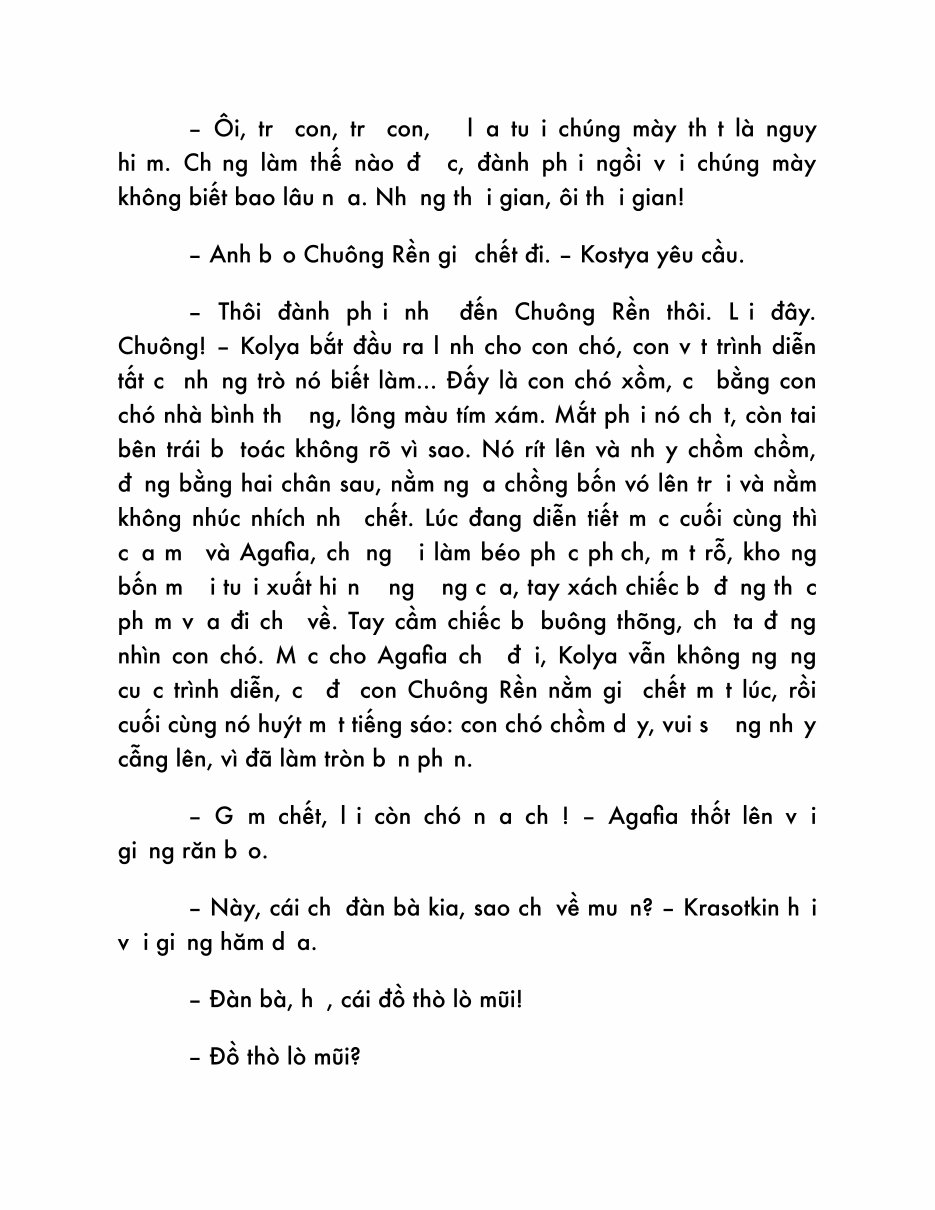 – Ôi, tr con, tr con, l a tu i chúng mày th t là nguy
hi m. Ch ng làm thế nào đ c, đành ph i ngồi v i chúng mày
không biết bao lâu n a. Nh ng th i gian, ôi th i gian!
– Anh b o Chuông Rền gi chết đi. – Kostya yêu cầu.
– Thôi đành ph i nh đến Chuông Rền thôi. L i đây.
Chuông! – Kolya bắt đầu ra l nh cho con chó, con v t trình diễn
tất c nh ng trò nó biết làm... Đấy là con chó xồm, c bằng con
chó nhà bình th ng, lông màu tím xám. Mắt ph i nó ch t, còn tai
bên trái b toác không rõ vì sao. Nó rít lên và nh y chồm chồm,
đ ng bằng hai chân sau, nằm ng a chồng bốn vó lên tr i và nằm
không nhúc nhích nh chết. Lúc đang diễn tiết m c cuối cùng thì
c a m và Agafia, ch ng i làm béo ph c ph ch, m t rỗ, kho ng
bốn m i tu i xuất hi n ng ng c a, tay xách chiếc b đ ng th c
ph m v a đi ch về. Tay cầm chiếc b buông thõng, ch ta đ ng
nhìn con chó. M c cho Agafia ch đ i, Kolya vẫn không ng ng
cu c trình diễn, c đ con Chuông Rền nằm gi chết m t lúc, rồi
cuối cùng nó huýt m t tiếng sáo: con chó chồm d y, vui s ng nh y
cẫng lên, vì đã làm tròn b n ph n.
– G m chết, l i còn chó n a ch ! – Agafia thốt lên v i
gi ng răn b o.
– Này, cái ch đàn bà kia, sao ch về mu n? – Krasotkin h i
v i gi ng hăm d a.
– Đàn bà, h , cái đồ thò lò mũi!
– Đồ thò lò mũi?